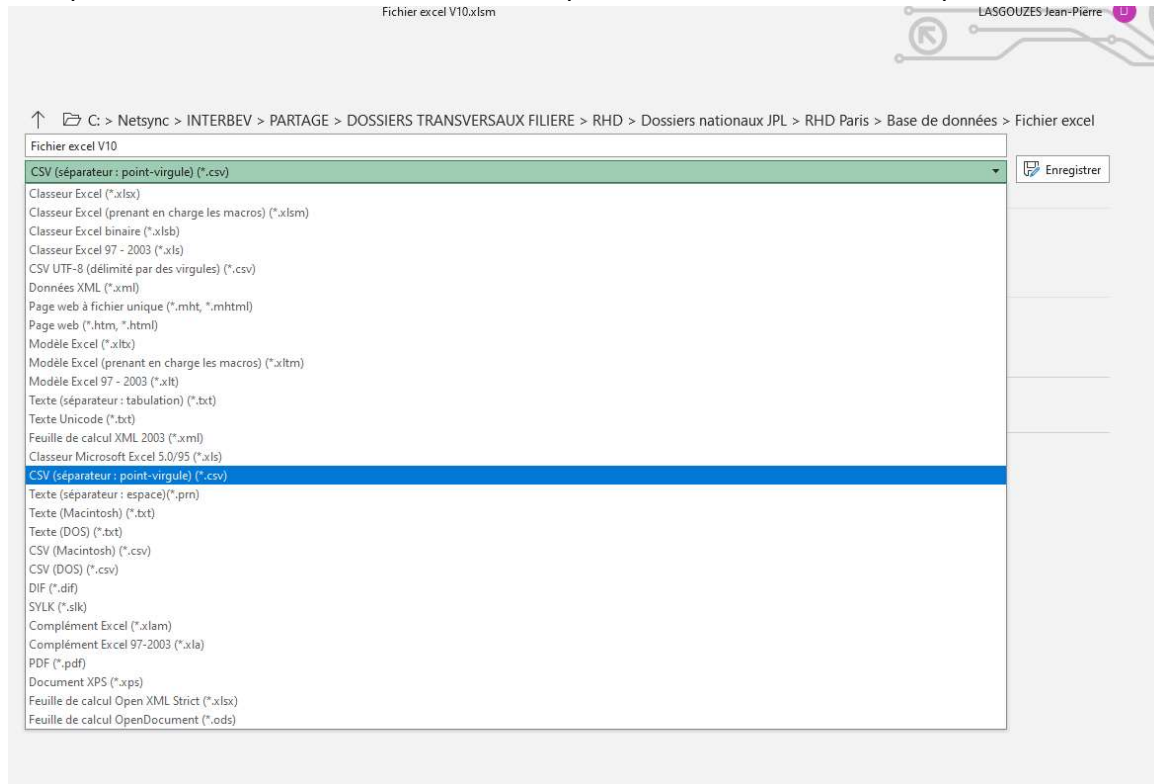 Fichier excel V10.xlsm
LASGOUZES Jean-Pierre
C: > Netsync > INTERBEV > PARTAGE > DOSSIERS TRANSVERSAUX FILIERE > RHD > Dossiers nationaux JPL > RHD Paris > Base de données > Fichier excel
Fichier excel V10
CSV (séparateur : point-virgule) (*.csv)
Enregistrer
Classeur Excel (*.xlsx)
Classeur Excel (prenant en charge les macros) (*.xlsm)
Classeur Excel binaire (*.xlsb)
Classeur Excel 97 - 2003 (*.xls)
CSV UTF-8 (délimité par des virgules) (*.csv)
Données XML (*.xml)
Page web à fichier unique (*.mht, *.mhtml)
Page web (*.htm, *.html)
Modèle Excel (*.xltx)
Modèle Excel (prenant en charge les macros) (*.xltm)
Modèle Excel 97 - 2003 (*.xlt)
Texte (séparateur : tabulation) (*.txt)
Texte Unicode (*.txt)
Feuille de calcul XML 2003 (*.xml)
Classeur Microsoft Excel 5.0/95 (*.xls)
CSV (séparateur : point-virgule) (*.csv)
Texte (séparateur : espace)(*.prn)
Texte (Macintosh) (*.txt)
Texte (DOS) (*.txt)
CSV (Macintosh) (*.csv)
CSV (DOS) (*.csv)
DIF (*.dif)
SYLK (*.slk)
Complément Excel (*.xlam)
Complément Excel 97-2003 (*.xla)
PDF (*.pdf)
Document XPS (*.xps)
Feuille de calcul Open XML Strict (*.xlsx)
Feuille de calcul OpenDocument (*.ods)